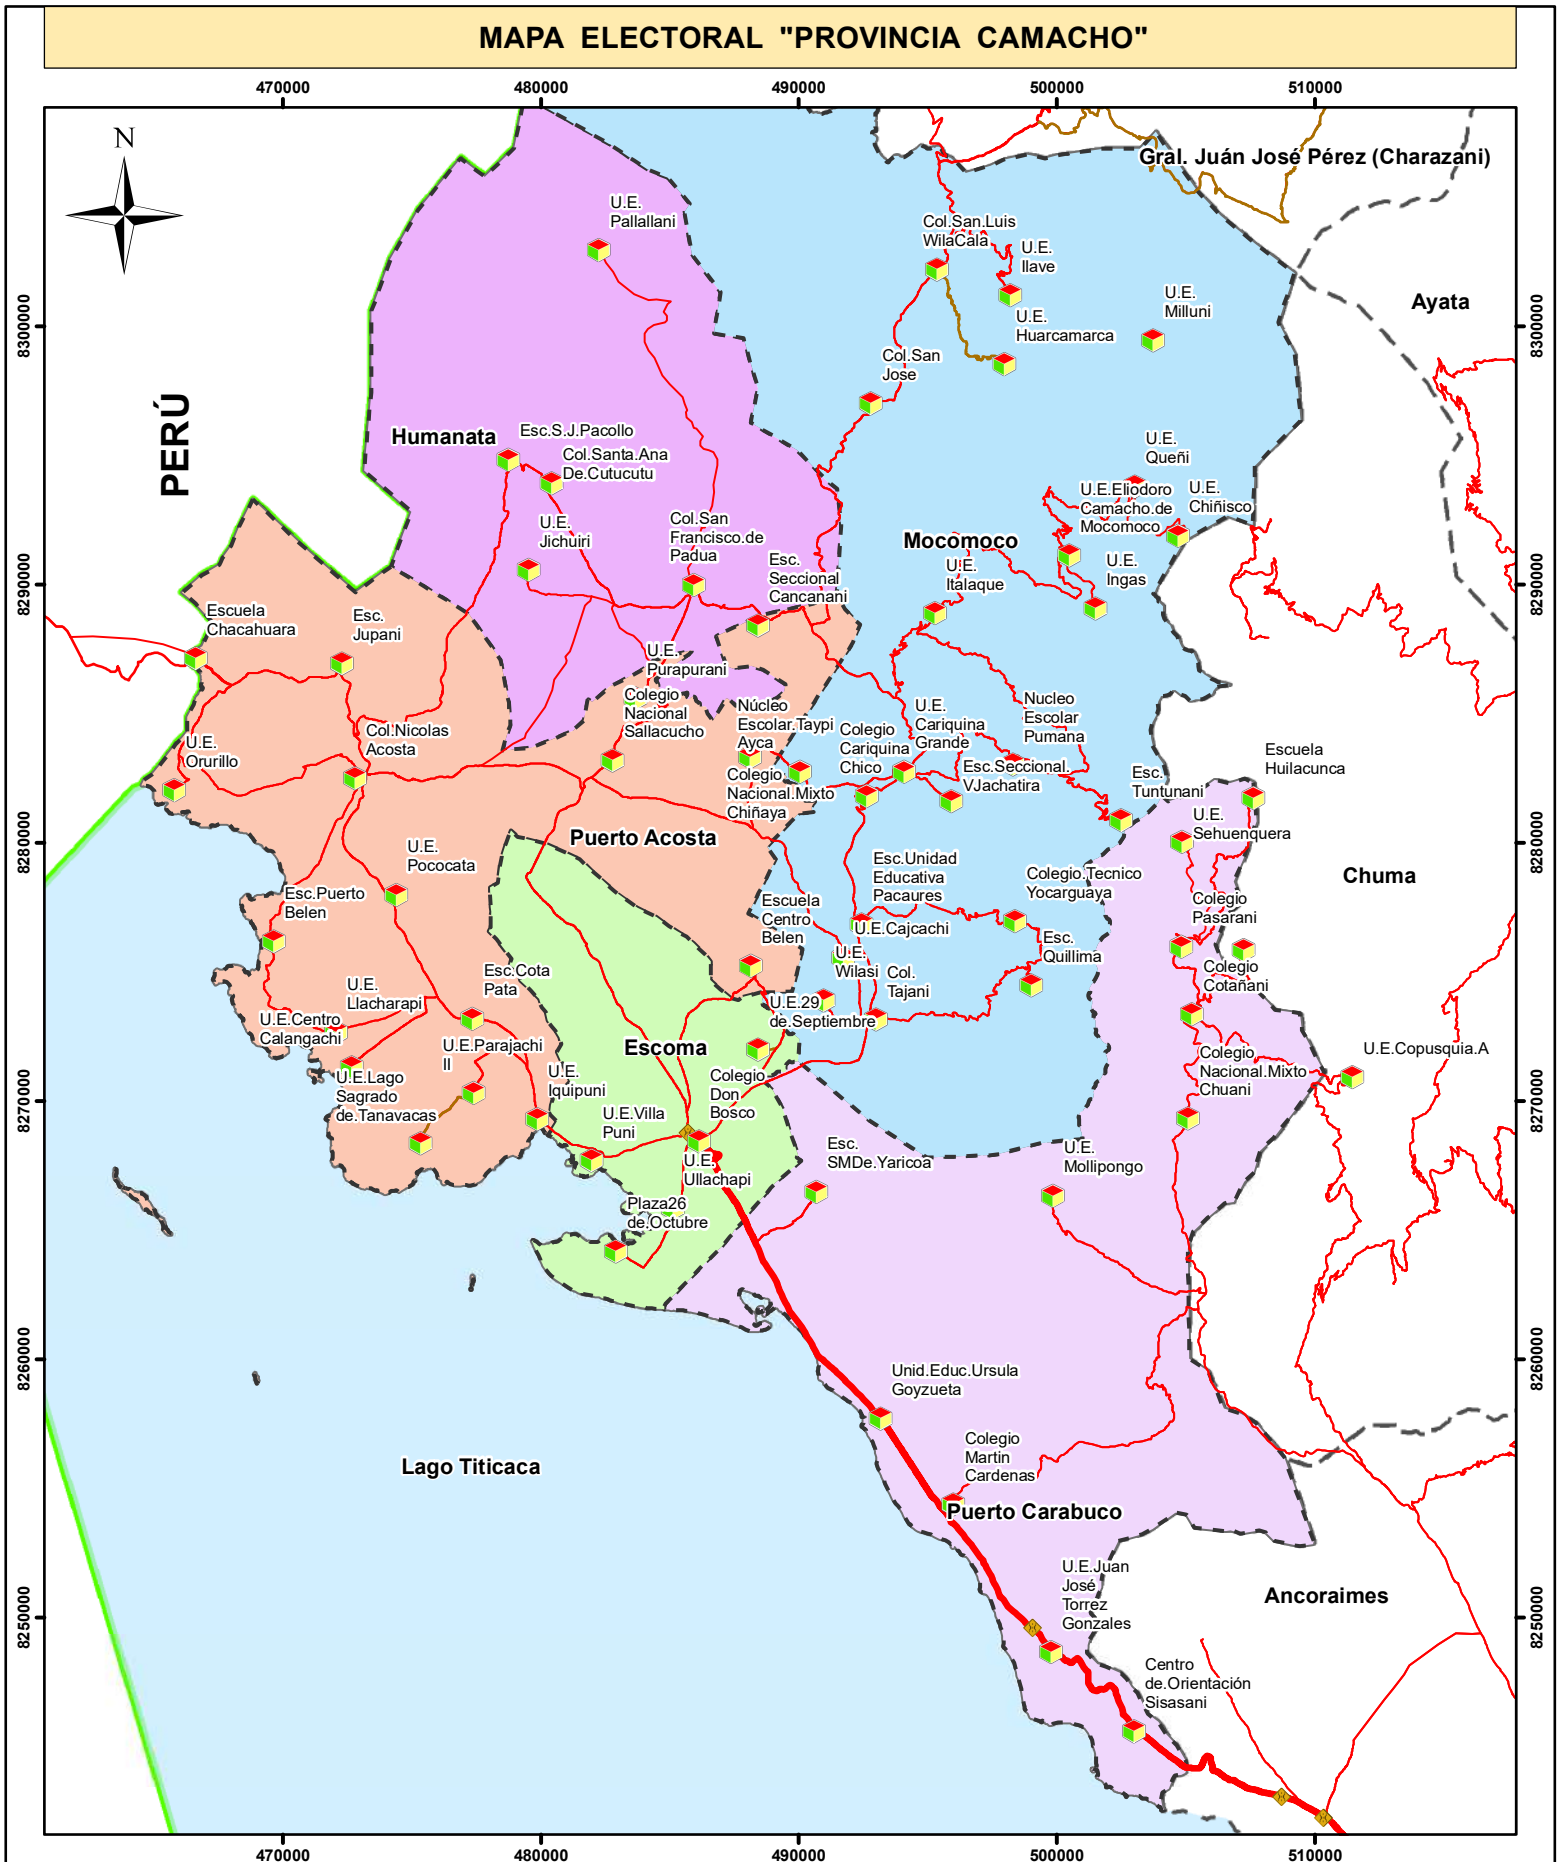 MAPA ELECTORAL "PROVINCIA CAMACHO"
470000
480000
490000
500000
510000
N
Gral. Juán José Pérez (Charazani)
U.E.
Pallallani
Col.San.Luis
WilaCala
U.E.
Ilave
U.E.
Huarcamarca
U.E.
Milluni
Ayata
8300000
8300000
Col.San
Jose
PERÚ
Humanata
Esc.S.J.Pacollo
Col.Santa.Ana
De.Cutucutu
U.E.
Queñi
U.E.Eliodoro
Camacho.de
Mocomoco
U.E.
Chiñisco
U.E.
Jichuiri
Col.San
Francisco.de
Padua
Mocomoco
Esc.
Seccional
Cancanani
U.E.
Italaque
U.E.
Ingas
8290000
8290000
Escuela
Chacahuara
Esc.
Jupani
U.E.
Purapurani
Colegio
Nacional
Sallacucho
Núcleo
Escolar.Taypi
Ayca
Colegio
Cariquina
Chico
U.E.
Cariquina
Grande
Nucleo
Escolar
Pumana
Col.Nicolas
Acosta
U.E.
Orurillo
Colegio
Nacional.Mixto
Chiñaya
Esc.Seccional.
VJachatira
Esc.
Tuntunani
Escuela
Huilacunca
U.E.
Sehuenquera
8280000
8280000
Puerto Acosta
U.E.
Pococata
Esc.Unidad
Educativa
Pacaures
Colegio.Tecnico
Yocarguaya
Chuma
Esc.Puerto
Belen
Escuela
Centro
Belen
U.E.Cajcachi
Colegio
Pasarani
U.E.
Wilasi
Esc.
Quillima
Col.
Tajani
Colegio
Cotañani
Esc.Cota
Pata
U.E.
Llacharapi
U.E.29
de.Septiembre
U.E.Centro
Calangachi
U.E.Parajachi
II
Escoma
Colegio
Nacional.Mixto
Chuani
U.E.Copusquia.A
U.E.Lago
Sagrado
de.Tanavacas
U.E.
Iquipuni
Colegio
Don
Bosco
8270000
8270000
U.E.Villa
Puni
U.E.
Ullachapi
Esc.
SMDe.Yaricoa
U.E.
Mollipongo
Plaza26
de.Octubre
8260000
8260000
Unid.Educ.Ursula
Goyzueta
Lago Titicaca
Colegio
Martin
Cardenas
Puerto Carabuco
U.E.Juan
José
Torrez
Gonzales
Ancoraimes
8250000
8250000
Centro
de.Orientación
Sisasani
470000
480000
490000
500000
510000